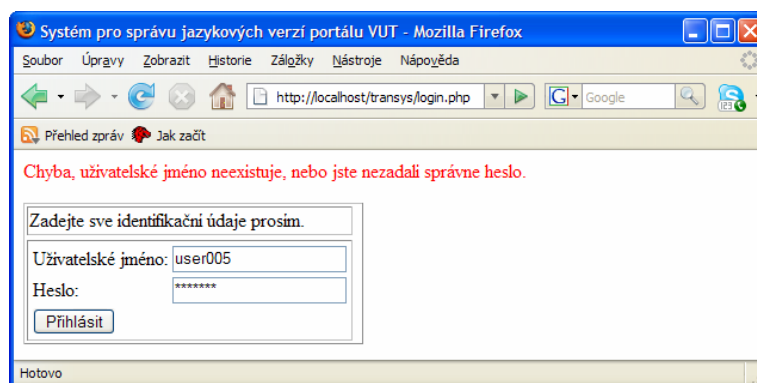 Systém pro správu jazykových verzí portálu VUT - Mozilla Firefox
Soubor Úpravy Zobrazit Historie Záložky Nástroje Nápověda
http://localhost/transys/login.php G Google
Přehled zpráv Jak začít
Chyba, uživatelské jméno neexistuje, nebo jste nezadali správne heslo.
Zadejte sve identifikační údaje prosím.
Uživatelské jméno: user005
Heslo: *******
Přihlásit
Hotovo